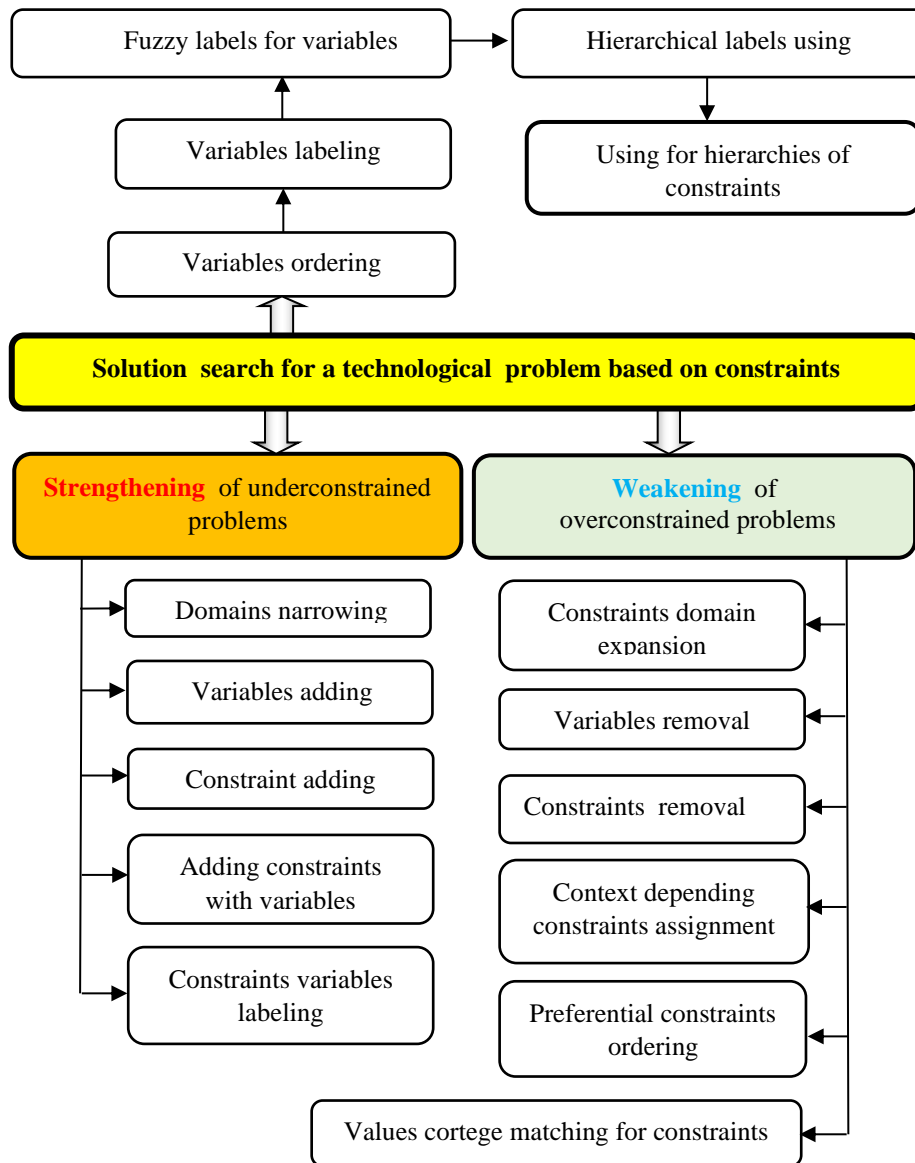 Fuzzy labels for variables
Hierarchical labels using
Variables labeling
Using for hierarchies of
constraints
Variables ordering
Solution search for a technological problem based on constraints
Strengthening of underconstrained
problems
Weakening of
overconstrained problems
Domains narrowing
Variables adding
Constraint adding
Adding constraints
with variables
Constraints variables
labeling
Constraints domain
expansion
Variables removal
Constraints removal
Context depending
constraints assignment
Preferential constraints
ordering
Values cortege matching for constraints